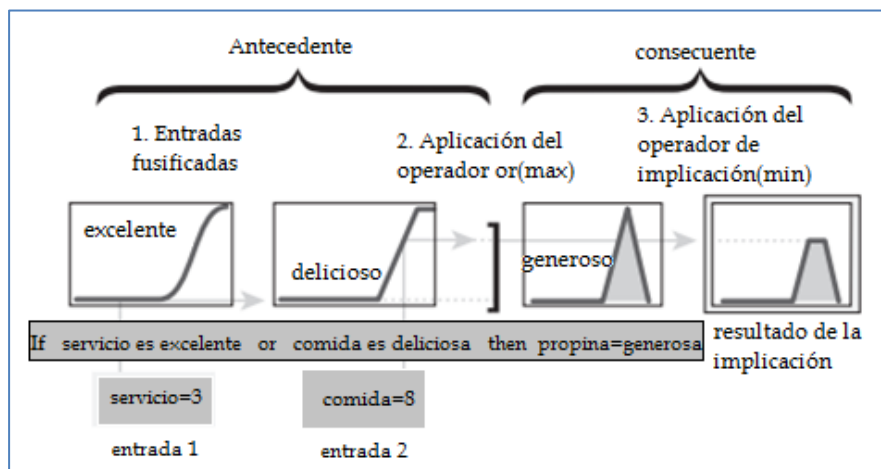 Antecedente
consecuente
1. Entradas
fusificadas
2. Aplicación del
operador or(max)
3. Aplicación del
operador de
implicación(min)
excelente
delicioso
generoso
If servicio es excelente or comida es deliciosa then propina=generosa
resultado de la
implicación
servicio=3
comida=8
entrada 1
entrada 2